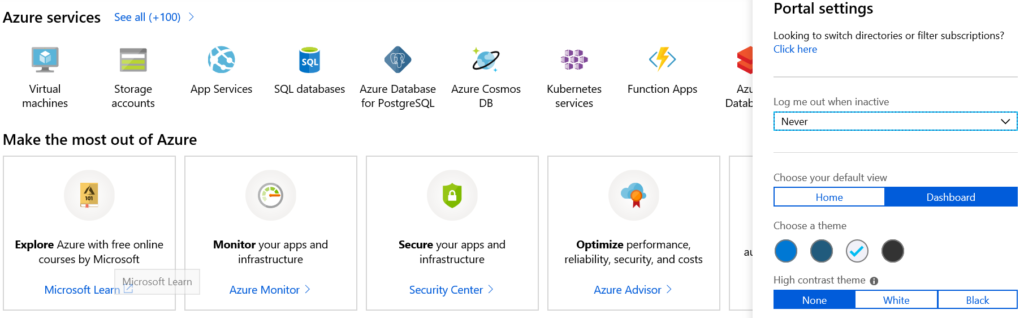 Azure services See all (+100)
Virtual machines
Storage accounts
App Services
SQL
SQL databases
Azure Database for PostgreSQL
Azure Cosmos DB
Kubernetes services
Function Apps
Make the most out of Azure
101
Explore Azure with free online
courses by Microsoft
Microsoft Learn
Microsoft Learn
Monitor your apps and
infrastructure
Azure Monitor
Secure your apps and
infrastructure
Security Center
Optimize performance,
reliability, security, and costs
Azure Advisor
Portal settings
Looking to switch directories or filter subscriptions?
Click here
Log me out when inactive
Never
Choose your default view
Home Dashboard
Choose a theme
High contrast theme
None White Black